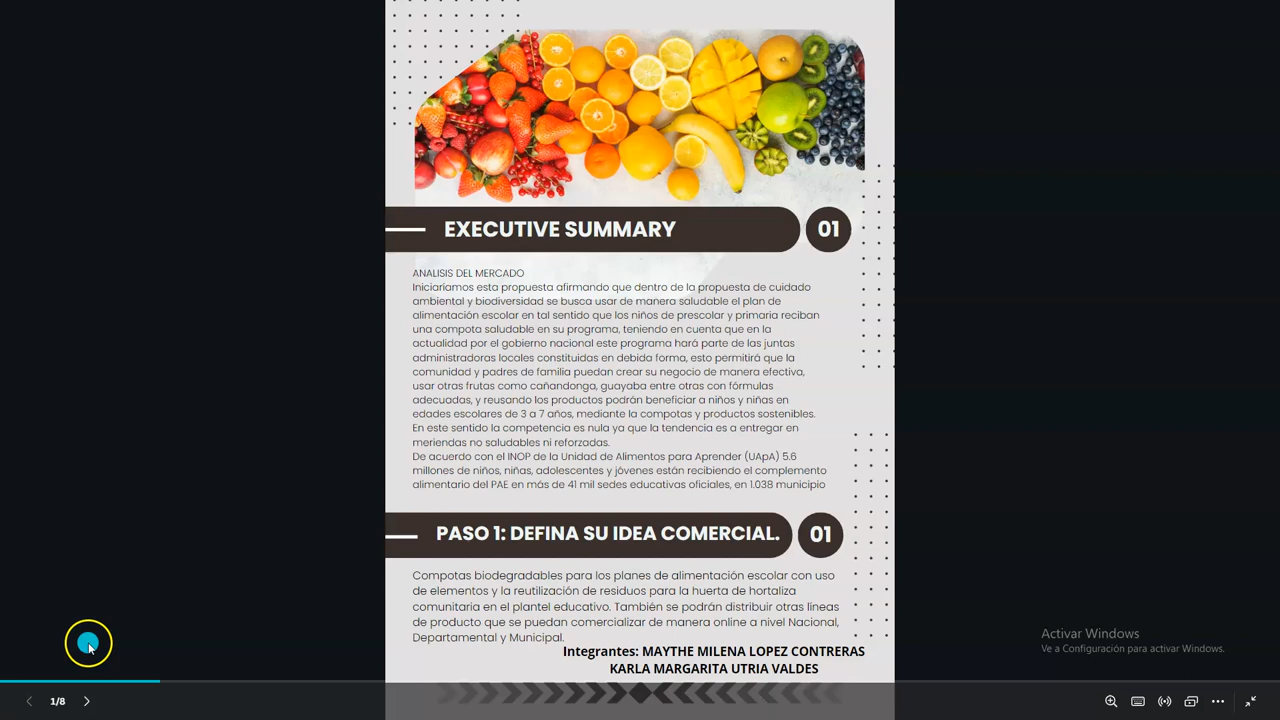 EXECUTIVE SUMMARY
01
ANALISIS DEL MERCADO
Iniciaríamos esta propuesta afirmando que dentro de la propuesta de cuidado
ambiental y biodiversidad se busca usar de manera saludable el plan de
alimentación escolar en tal sentido que los niños de prescolar y primaria reciban
una compota saludable en su programa, teniendo en cuenta que en la
actualidad por el gobierno nacional este programa hará parte de las juntas
administradoras locales constituidas en debida forma, esto permitirá que la
comunidad y padres de familia puedan crear su negocio de manera efectiva,
usar otras frutas como cañandonga, guayaba entre otras con fórmulas
adecuadas, y reusando los productos podrán beneficiar a niños y niñas en
edades escolares de 3 a 7 años, mediante la compotas y productos sostenibles.
En este sentido la competencia es nula ya que la tendencia es a entregar en
meriendas no saludables ni reforzadas.
De acuerdo con el INOP de la Unidad de Alimentos para Aprender (UApA) 5.6
millones de niños, niñas, adolescentes y jóvenes están recibiendo el complemento
alimentario del PAE en más de 41 mil sedes educativas oficiales, en 1.038 municipio
PASO 1: DEFINA SU IDEA COMERCIAL.
01
Compotas biodegradables para los planes de alimentación escolar con uso
de elementos y la reutilización de residuos para la huerta de hortaliza
comunitaria en el plantel educativo. También se podrán distribuir otras líneas
de producto que se puedan comercializar de manera online a nivel Nacional,
Departamental y Municipal.
Integrantes: MAYTHE MILENA LOPEZ CONTRERAS
KARLA MARGARITA UTRIA VALDES
Activar Windows
Ve a Configuración para activar Windows.
1/8